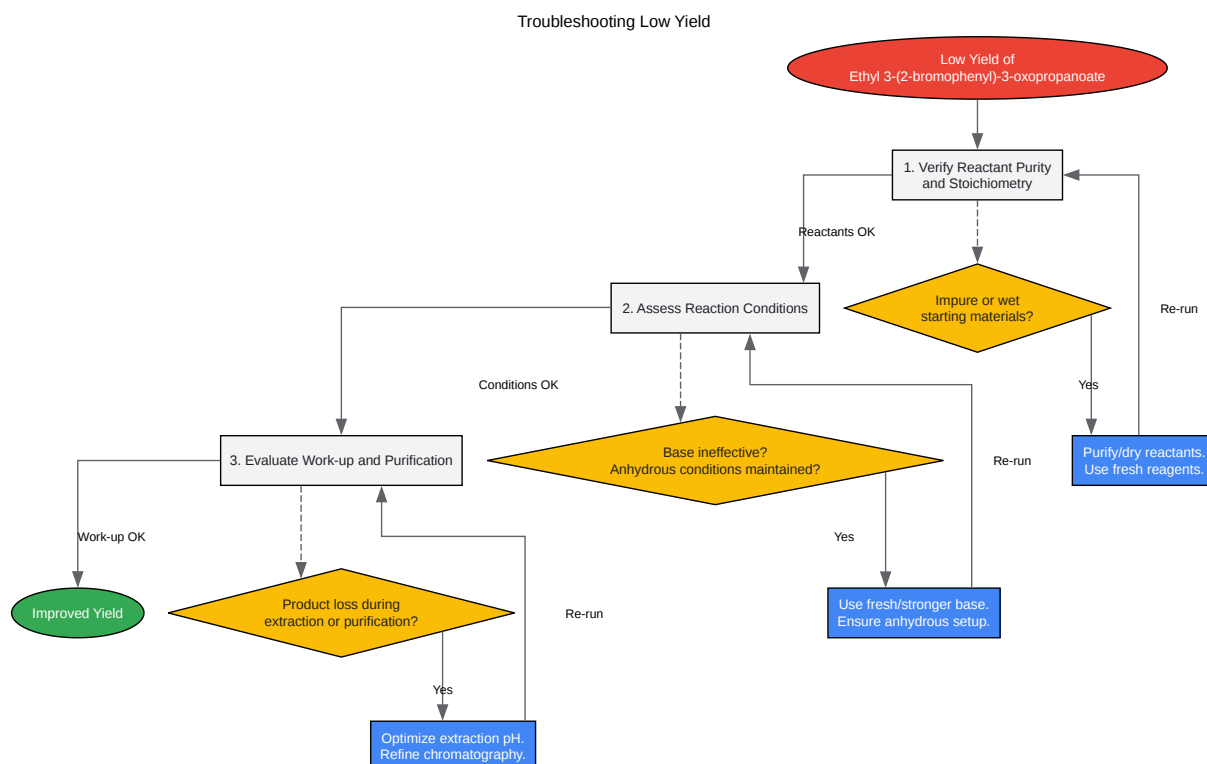 Troubleshooting Low Yield
Low Yield of
Ethyl 3-(2-bromophenyl)-3-oxopropanoate
1. Verify Reactant Purity
and Stoichiometry
Reactants OK
Impure or wet
starting materials?
Re-run
2. Assess Reaction Conditions
Conditions OK
Yes
Purify/dry reactants.
Use fresh reagents.
3. Evaluate Work-up and Purification
Base ineffective?
Anhydrous conditions maintained?
Re-run
Work-up OK
Yes
Improved Yield
Product loss during
extraction or purification?
Re-run
Use fresh/stronger base.
Ensure anhydrous setup.
Yes
Optimize extraction pH.
Refine chromatography.